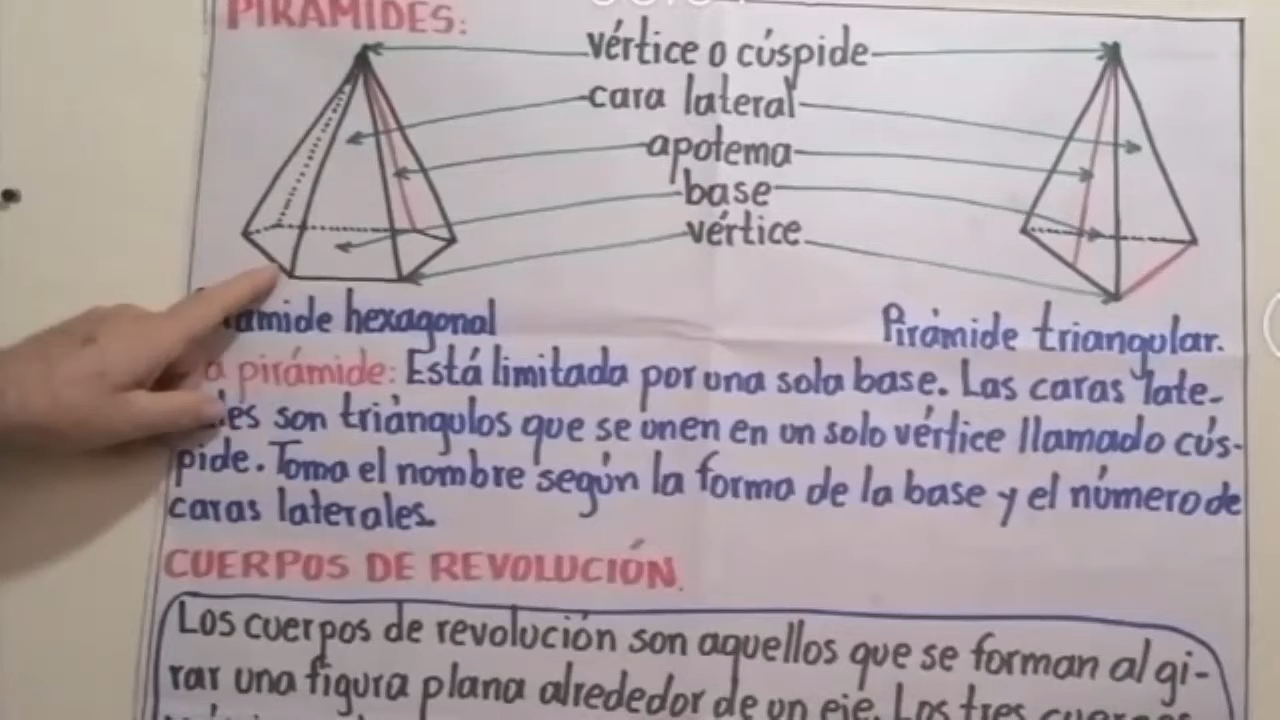 PIRÁMIDES:
vértice o cúspide
cara lateral
apotema
base
vértice
hexagonal
Pirámide triangular.
pirámide: Está limitada por una sola base. Las caras late-
son triángulos que se unen en un solo vértice llamado cús-
pide. Toma el nombre según la forma de la base y el número de
caras laterales.
CUERPOS DE REVOLUCIÓN.
Los cuerpos de revolución son aquellos que se forman al gi-
rar una figura plana alrededor de un eje. Los tres